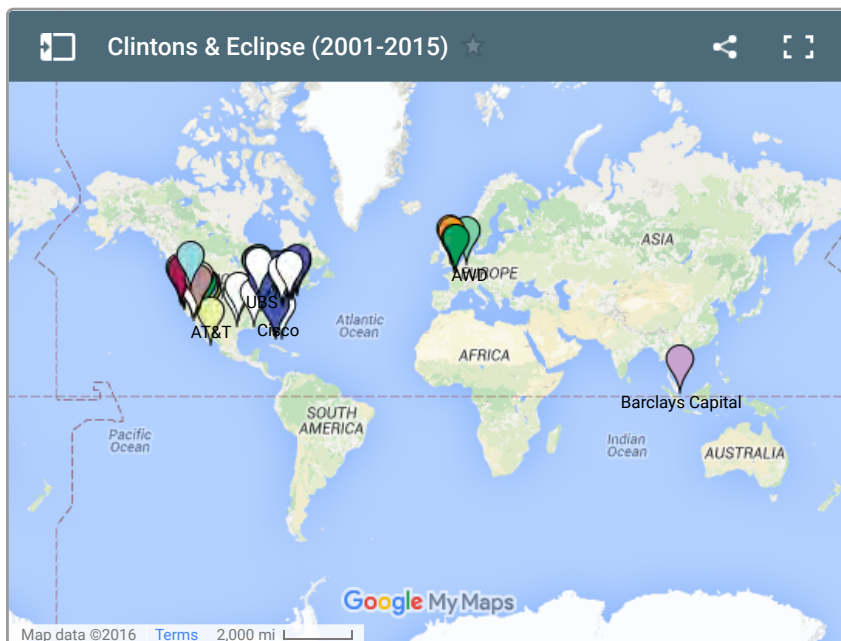 Clintons & Eclipse (2001-2015)
ASIA
AWD
EUROPE
UBS
AT&T
Cisco
Atlantic
Ocean
AFRICA
Barclays Capital
SOUTH
AMERICA
Pacific
Ocean
Indian
Ocean
AUSTRALIA
Google My Maps
Map data ©2016 Terms 2,000 mi